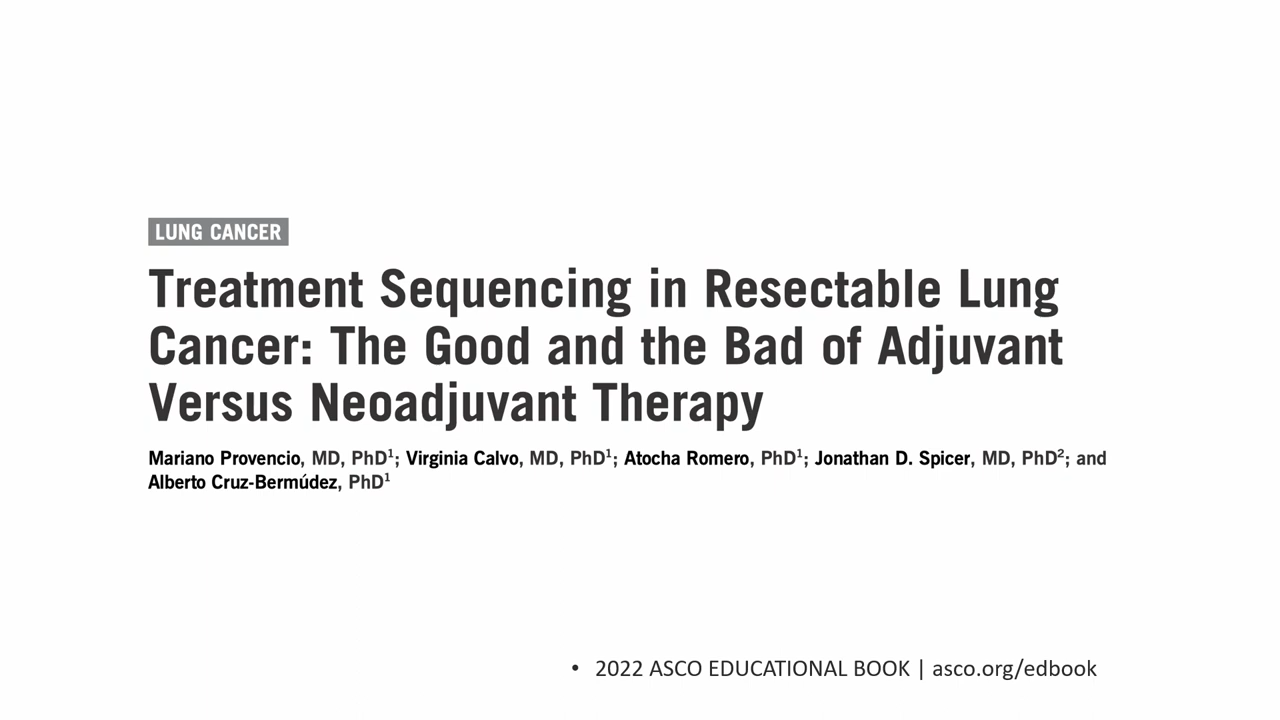 LUNG CANCER
Treatment Sequencing in Resectable Lung
Cancer: The Good and the Bad of Adjuvant
Versus Neoadjuvant Therapy
Mariano Provencio, MD, PhD¹; Virginia Calvo, MD, PhD¹; Atocha Romero, PhD¹; Jonathan D. Spicer, MD, PhD²; and
Alberto Cruz-Bermúdez, PhD¹
• 2022 ASCO EDUCATIONAL BOOK | asco.org/edbook